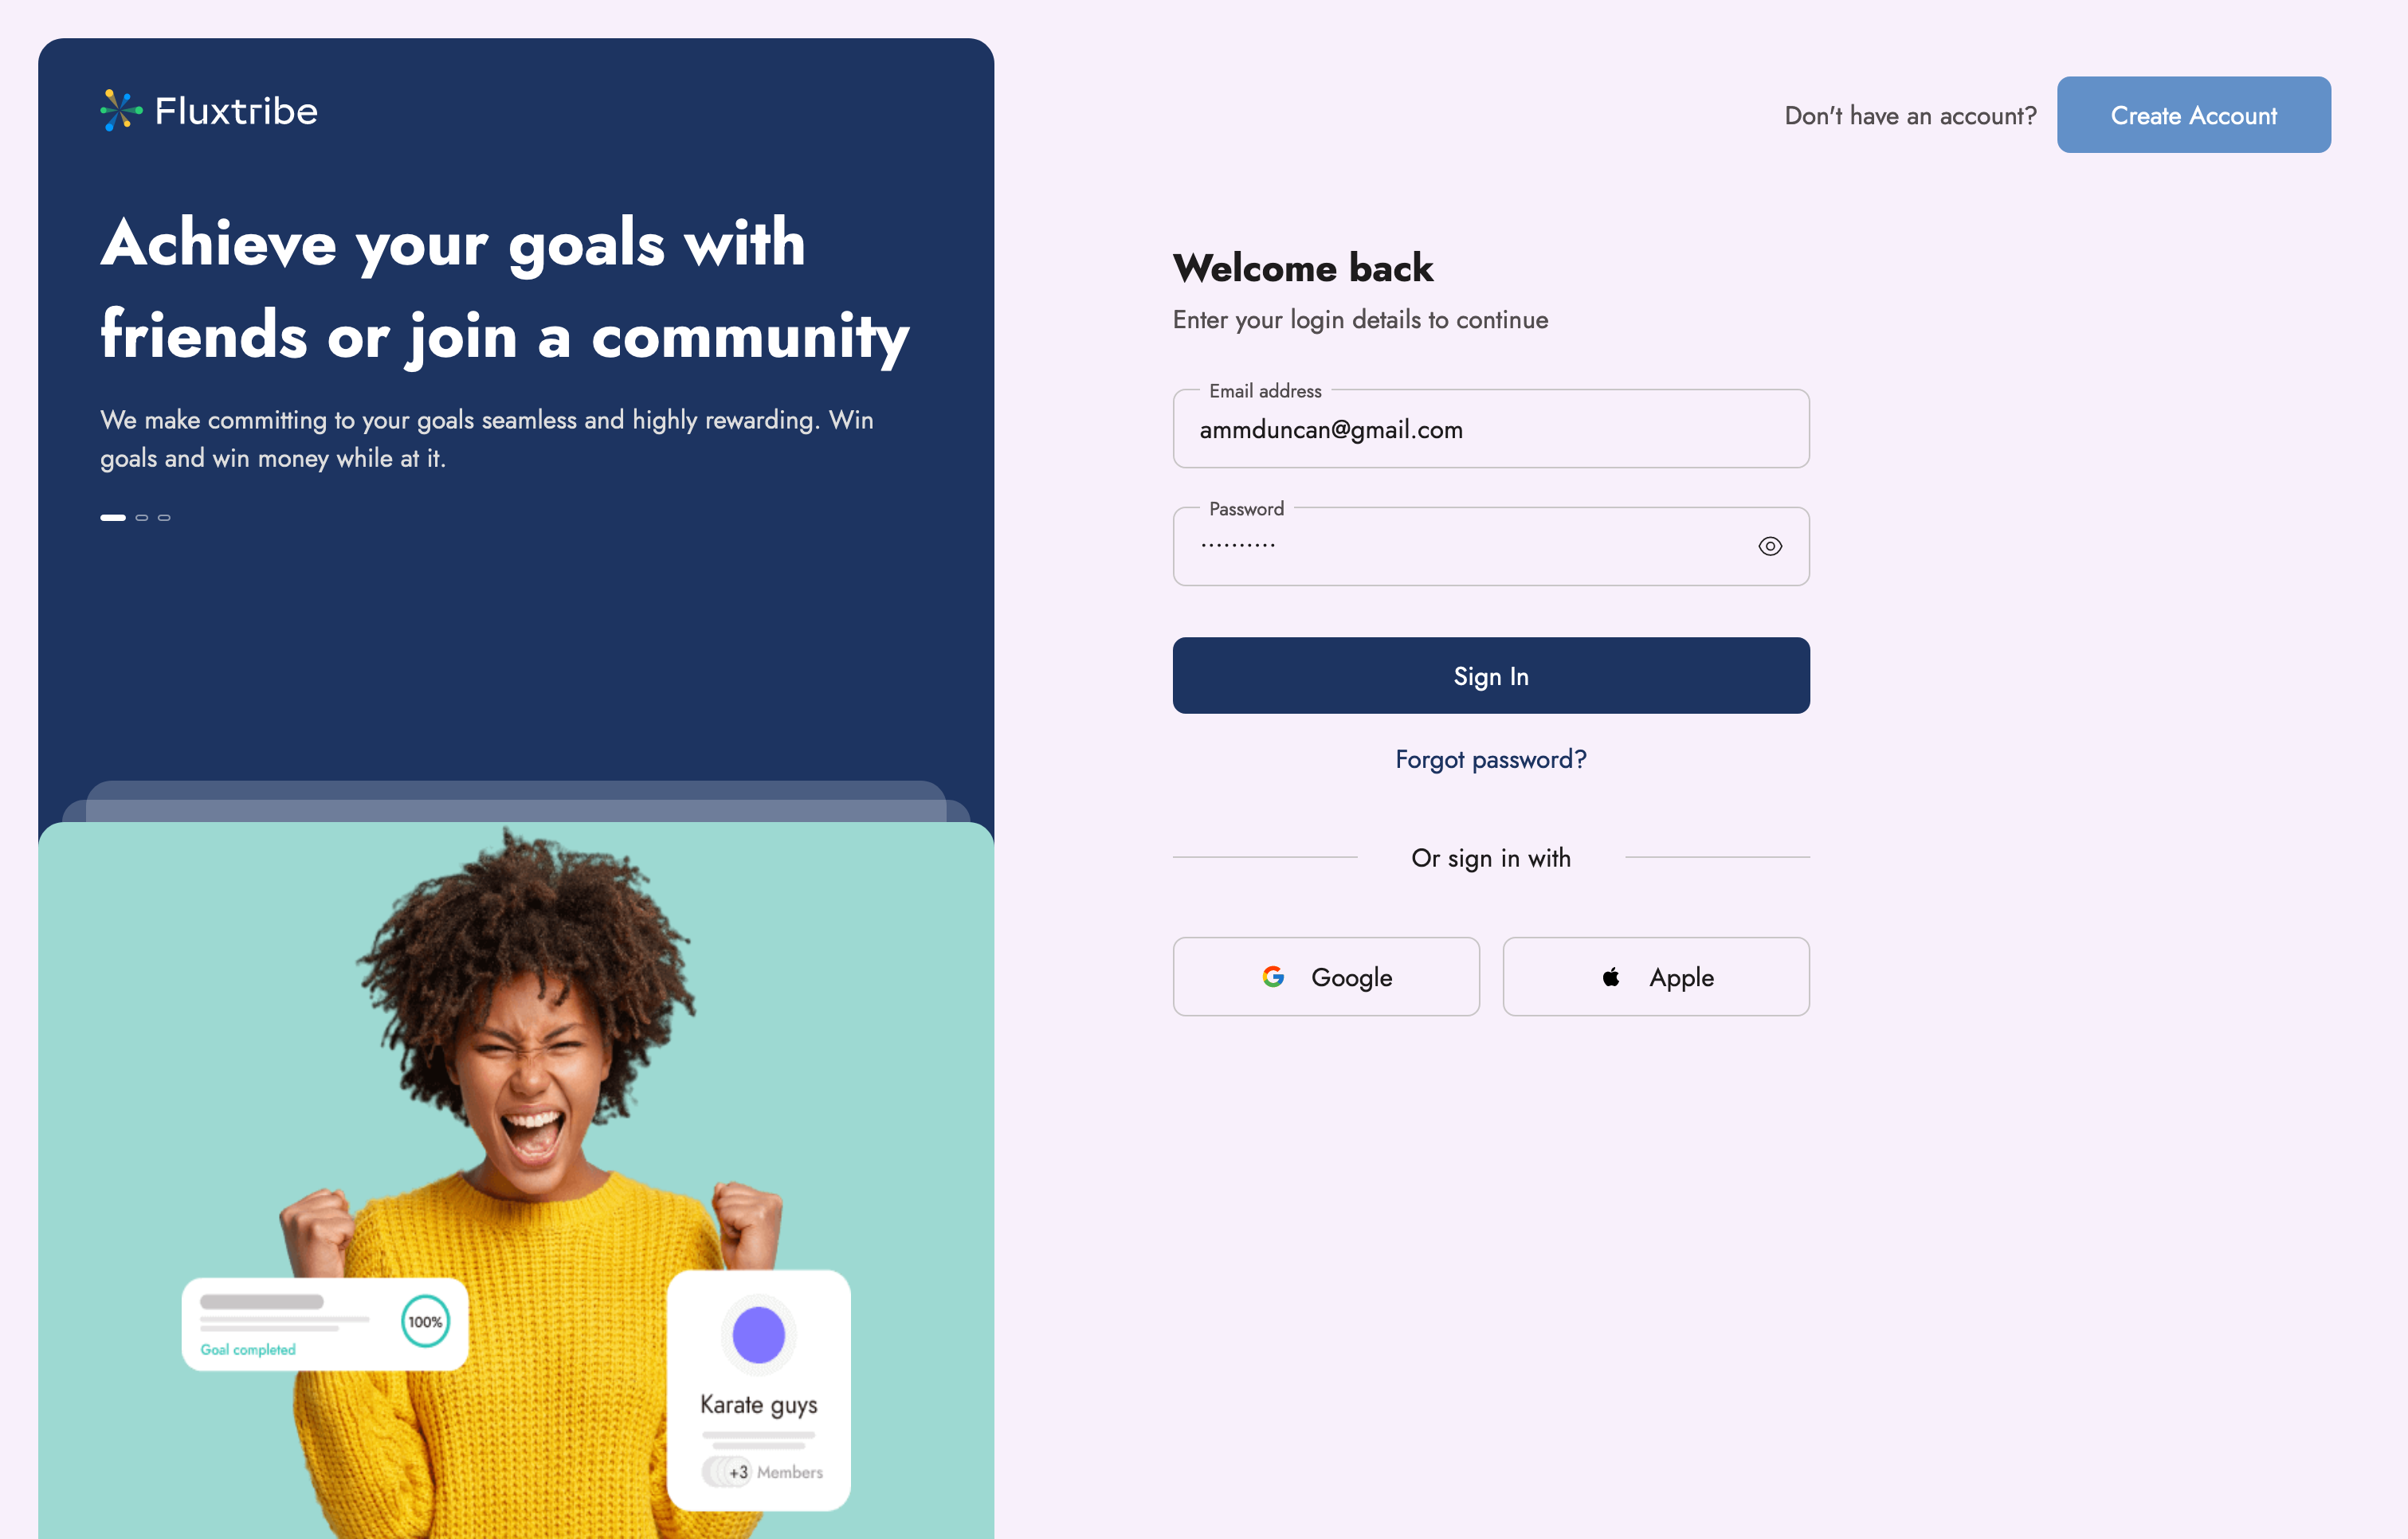 Fluxtribe
Achieve your goals with
friends or join a community
We make committing to your goals seamless and highly rewarding. Win
goals and win money while at it.
100%
Goal completed
Karate guys
+3 Members
Don't have an account?
Create Account
Welcome back
Enter your login details to continue
Email address
ammduncan@gmail.com
Password
··········
Sign In
Forgot password?
Or sign in with
Google
Apple